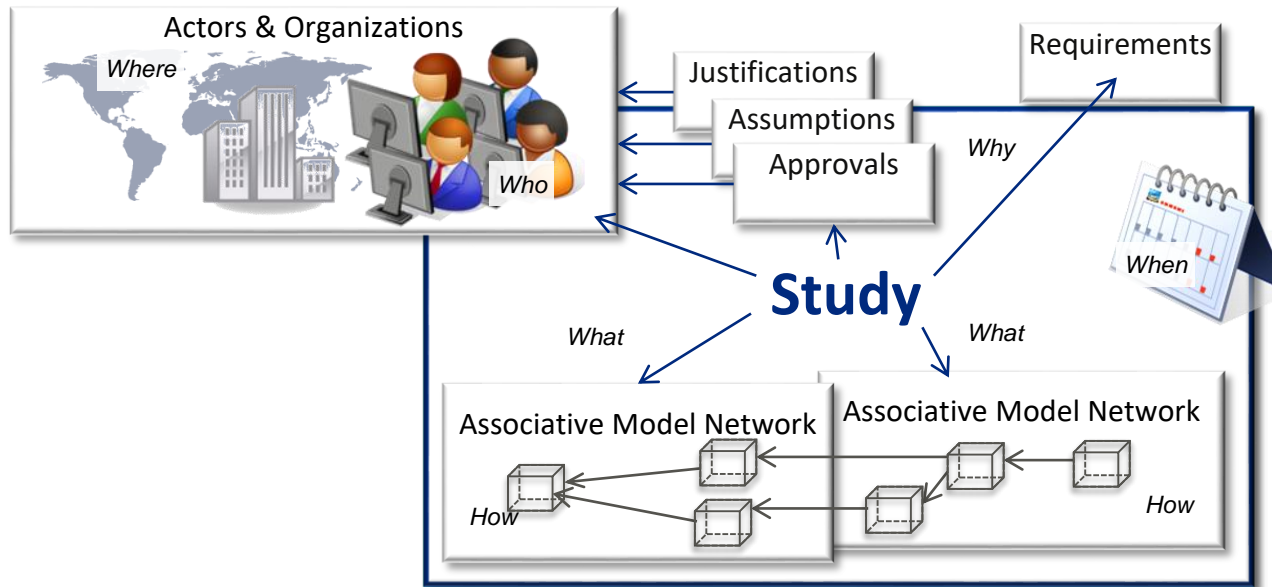 Actors & Organizations
Where
Who
Justifications
Assumptions
Approvals
Requirements
Why
When
Study
What
What
Associative Model Network
How
Associative Model Network
How